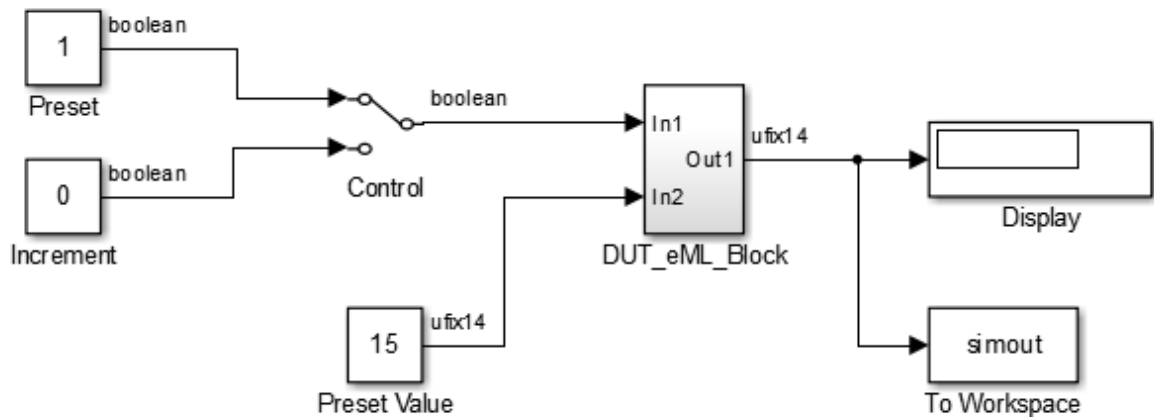 boolean
1
Preset
boolean
0
Increment
Control
boolean
In1
In2
Out1
DUT_eML_Block
ufix14
Display
15
ufix14
Preset Value
simout
To Workspace